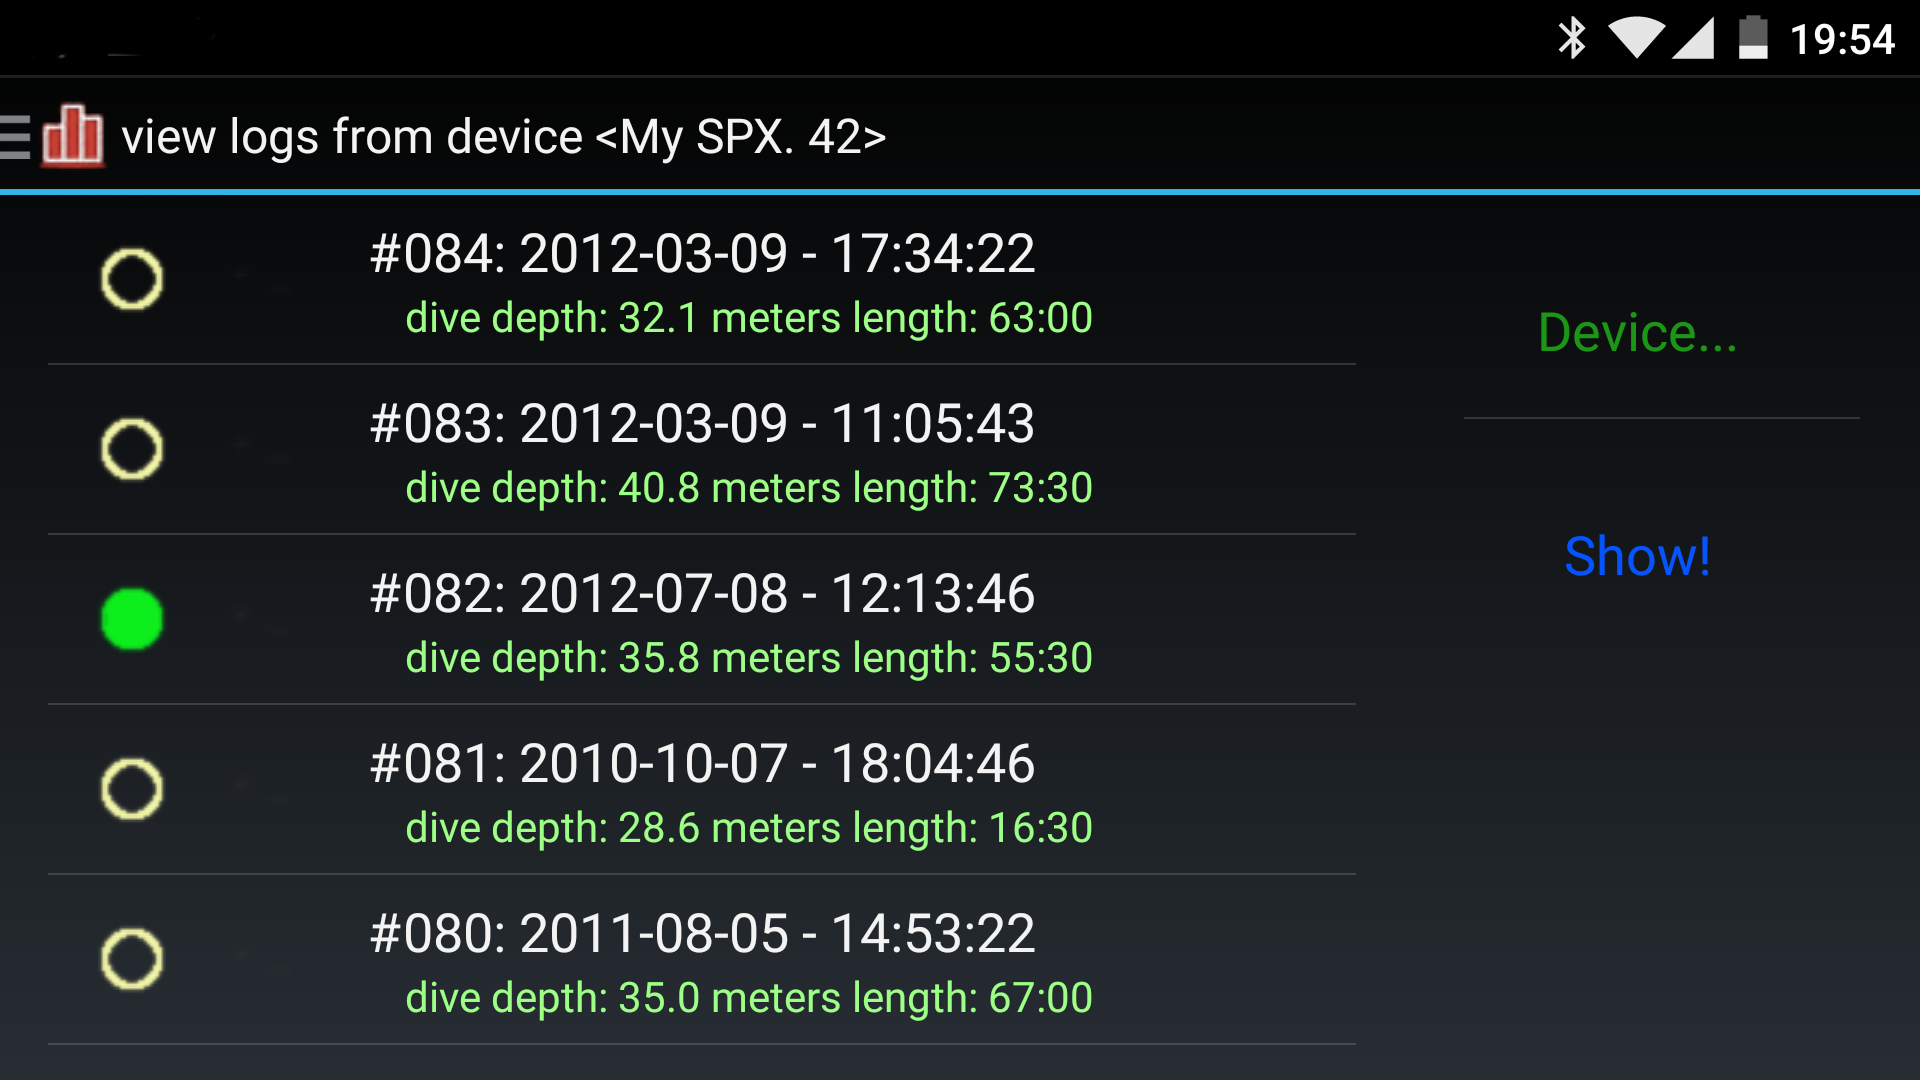 19:54
view logs from device <My SPX. 42>
#084: 2012-03-09 - 17:34:22
dive depth: 32.1 meters length: 63:00
#083: 2012-03-09 - 11:05:43
dive depth: 40.8 meters length: 73:30
#082: 2012-07-08 - 12:13:46
dive depth: 35.8 meters length: 55:30
#081: 2010-10-07 - 18:04:46
dive depth: 28.6 meters length: 16:30
#080: 2011-08-05 - 14:53:22
dive depth: 35.0 meters length: 67:00
Device...
Show!